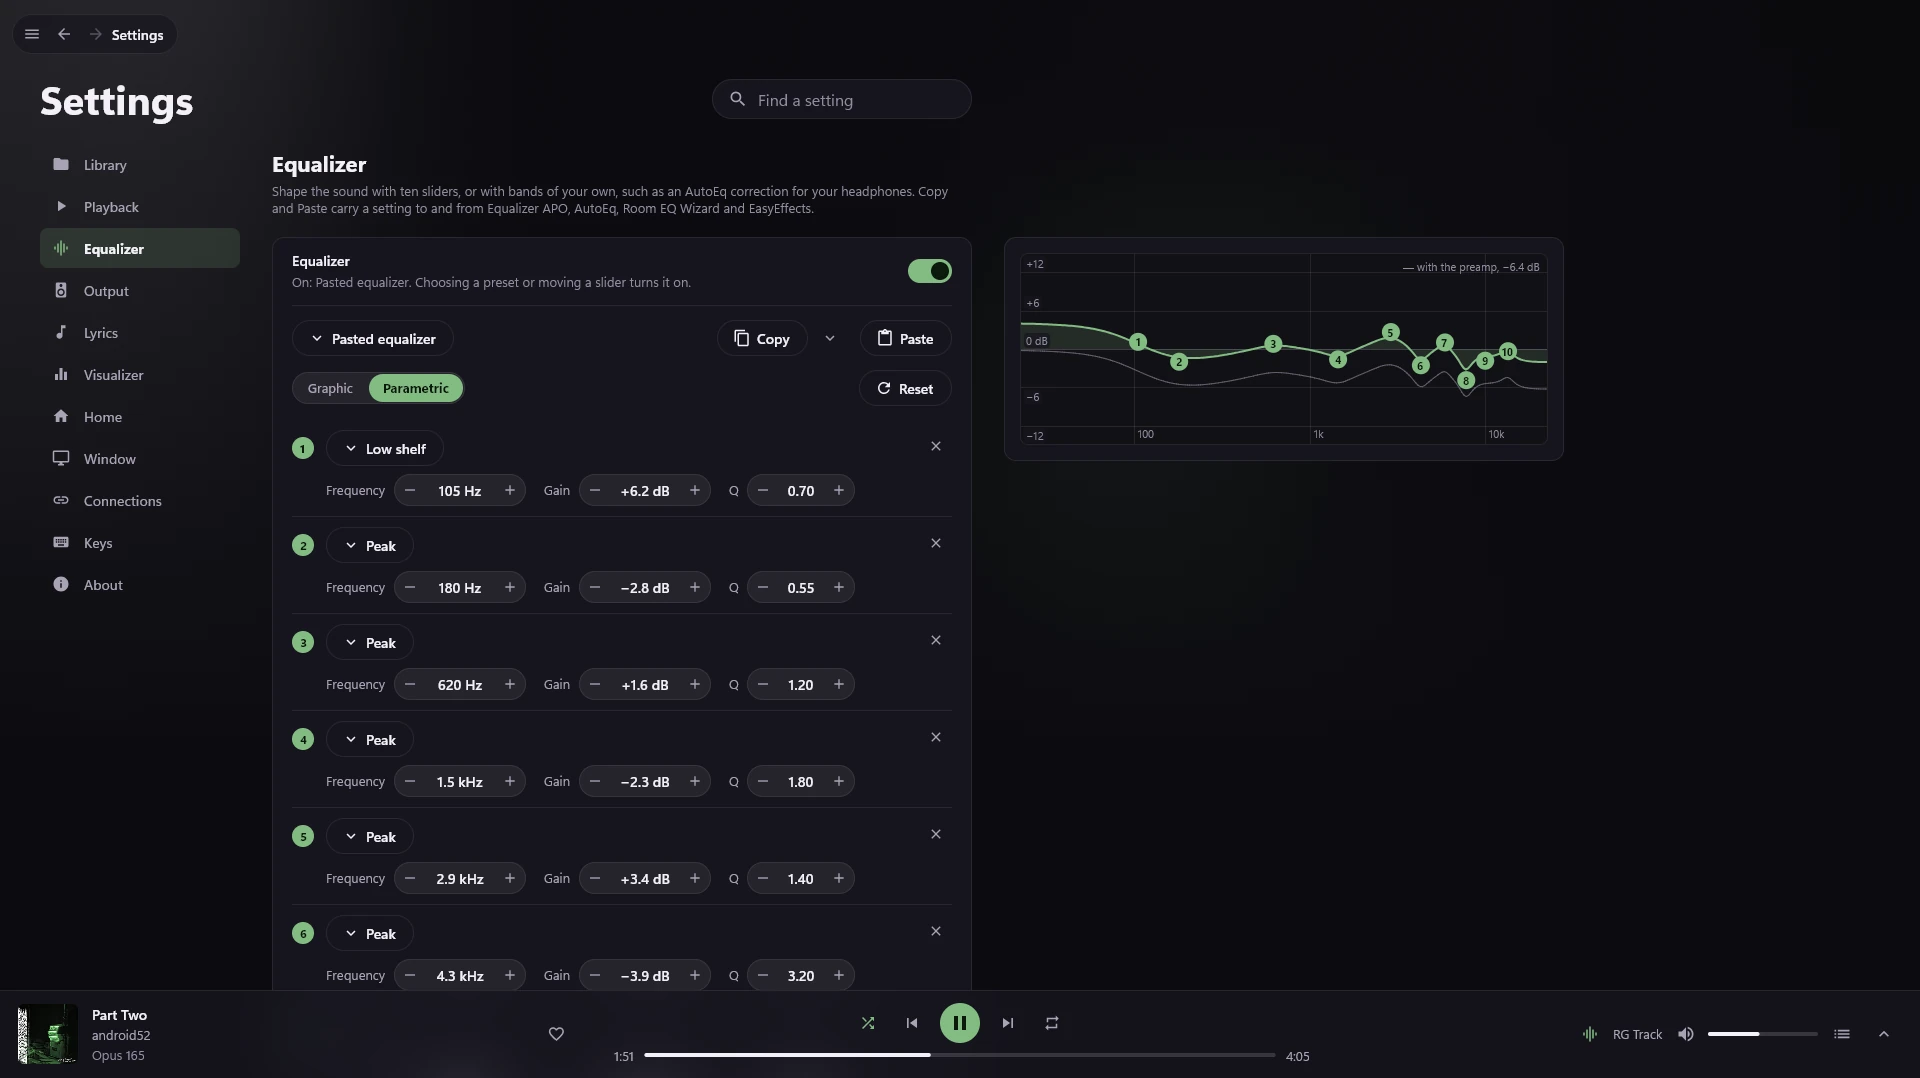 Settings
Settings
Find a setting
Library
Playback
Equalizer
Output
Lyrics
Visualizer
Home
Window
Connections
Keys
About
Equalizer
Shape the sound with ten sliders, or with bands of your own, such as an AutoEq correction for your headphones. Copy
and Paste carry a setting to and from Equalizer APO, AutoEq, Room EQ Wizard and EasyEffects.
Equalizer
On: Pasted equalizer. Choosing a preset or moving a slider turns it on.
Pasted equalizer
Copy
Paste
Graphic
Parametric
Reset
1
Low shelf
Frequency − 105 Hz + Gain − +6.2 dB + Q − 0.70 +
2
Peak
Frequency − 180 Hz + Gain − −2.8 dB + Q − 0.55 +
3
Peak
Frequency − 620 Hz + Gain − +1.6 dB + Q − 1.20 +
4
Peak
Frequency − 1.5 kHz + Gain − −2.3 dB + Q − 1.80 +
5
Peak
Frequency − 2.9 kHz + Gain − +3.4 dB + Q − 1.40 +
6
Peak
Frequency − 4.3 kHz + Gain − −3.9 dB + Q − 3.20 +
+12
— with the preamp, −6.4 dB
+6
0 dB
−6
−12
100
1k
10k
1
2
3
4
5
6
7
8
9
10
Part Two
android52
Opus 165
1:51
4:05
RG Track